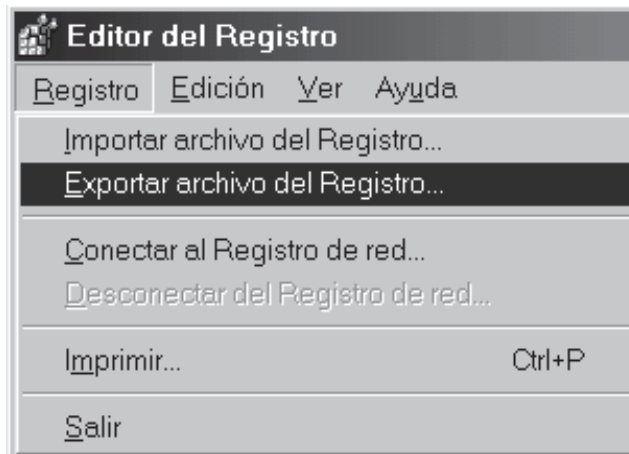 Editor del Registro
Registro Edición Ver Ayuda
Importar archivo del Registro...
Exportar archivo del Registro...
Conectar al Registro de red...
Desconectar del Registro de red...
Imprimir... Ctrl+P
Salir